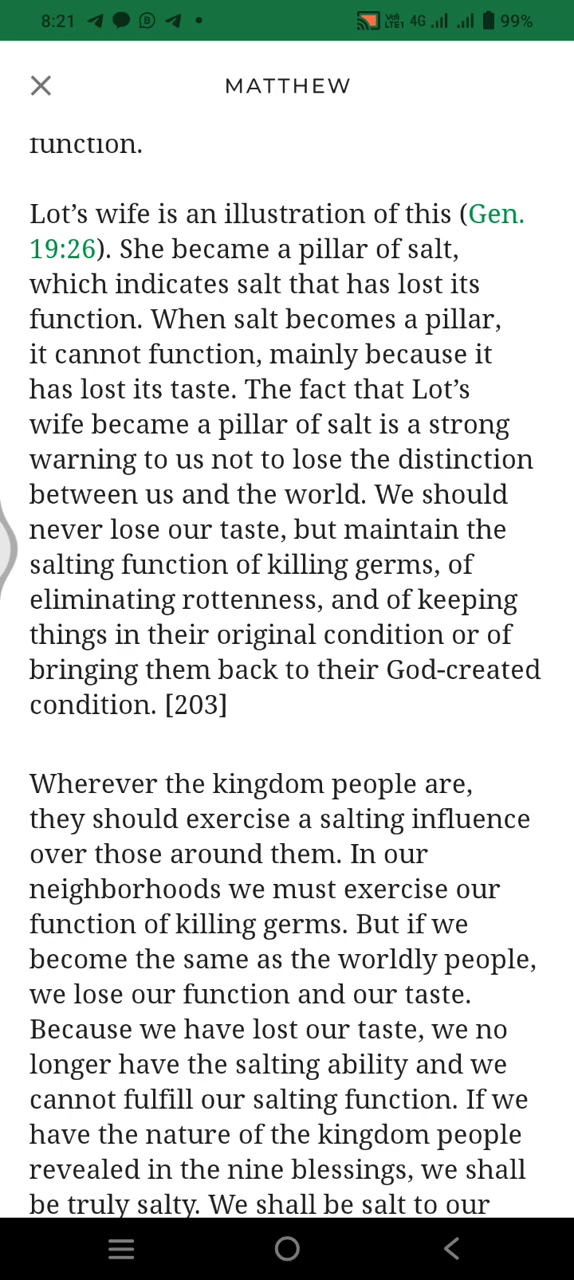 8:21
VoLTE1 4G 99%
MATTHEW
function.
Lot’s wife is an illustration of this (Gen.
19:26). She became a pillar of salt,
which indicates salt that has lost its
function. When salt becomes a pillar,
it cannot function, mainly because it
has lost its taste. The fact that Lot’s
wife became a pillar of salt is a strong
warning to us not to lose the distinction
between us and the world. We should
never lose our taste, but maintain the
salting function of killing germs, of
eliminating rottenness, and of keeping
things in their original condition or of
bringing them back to their God-created
condition. [203]
Wherever the kingdom people are,
they should exercise a salting influence
over those around them. In our
neighborhoods we must exercise our
function of killing germs. But if we
become the same as the worldly people,
we lose our function and our taste.
Because we have lost our taste, we no
longer have the salting ability and we
cannot fulfill our salting function. If we
have the nature of the kingdom people
revealed in the nine blessings, we shall
be truly salty. We shall be salt to our